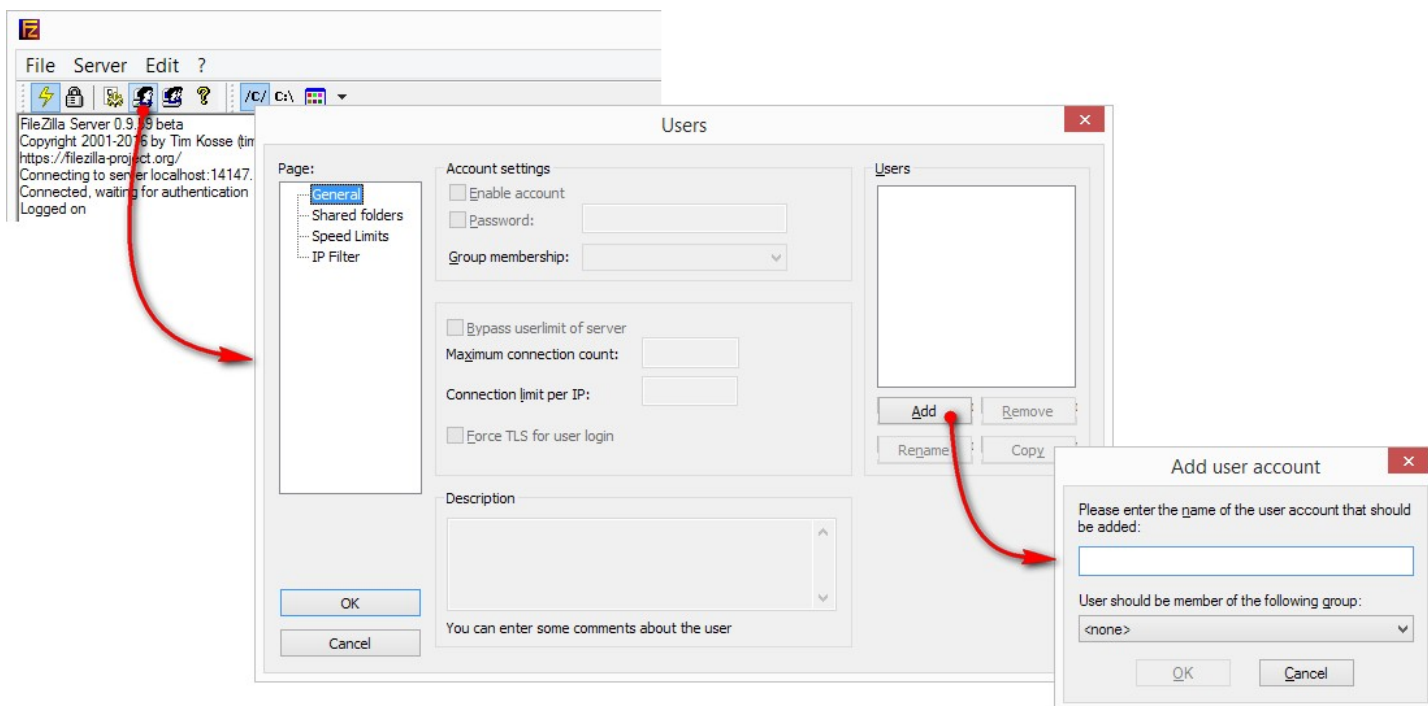 File Server Edit ?
/C/ C:\
FileZilla Server 0.9.59 beta
Copyright 2001-2016 by Tim Kosse (tim
https://filezilla-project.org/
Connecting to server localhost:14147.
Connected, waiting for authentication
Logged on
Users
Page:
General
Shared folders
Speed Limits
IP Filter
OK
Cancel
Account settings
Enable account
Password:
Group membership:
Bypass userlimit of server
Maximum connection count:
Connection limit per IP:
Force TLS for user login
Description
You can enter some comments about the user
Users
Add Remove
Rename Copy
Add user account
Please enter the name of the user account that should
be added:
User should be member of the following group:
<none>
OK Cancel